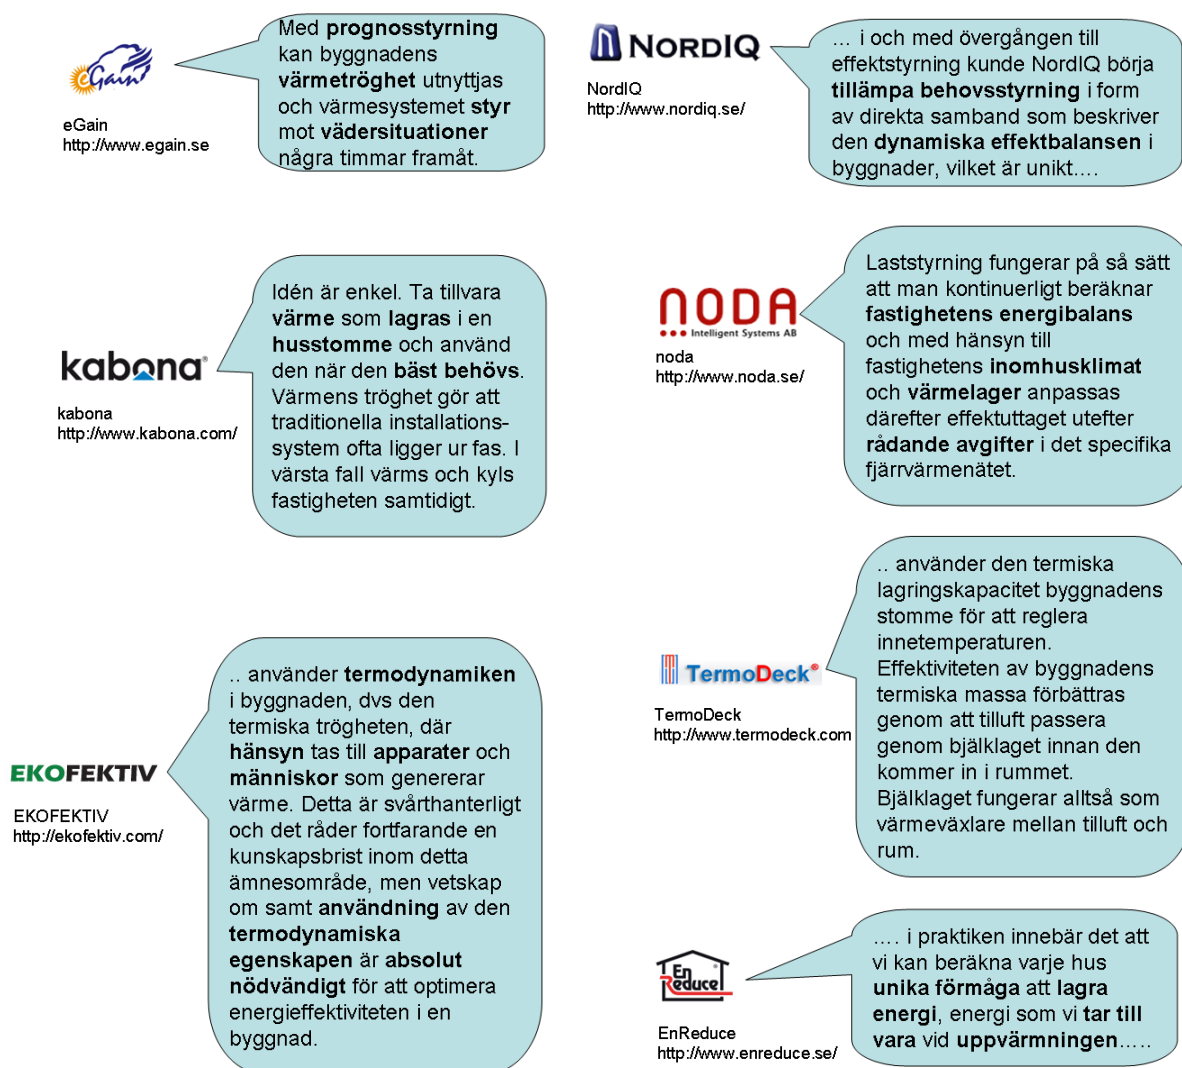 eGain
eGain
http://www.egain.se
Med prognosstyrning
kan byggnadens
värmetröghet utnyttjas
och värmesystemet styr
mot vädersituationer
några timmar framåt.
NORDIQ
NordIQ
http://www.nordiq.se/
... i och med övergången till
effektstyrning kunde NordIQ börja
tillämpa behovsstyrning i form
av direkta samband som beskriver
den dynamiska effektbalansen i
byggnader, vilket är unikt....
kabona®
kabona
http://www.kabona.com/
Idén är enkel. Ta tillvara
värme som lagras i en
husstomme och använd
den när den bäst behövs.
Värmens tröghet gör att
traditionella installations-
system ofta ligger ur fas. I
värsta fall värms och kyls
fastigheten samtidigt.
NODA
Intelligent Systems AB
noda
http://www.noda.se/
Laststyrning fungerar på så sätt
att man kontinuerligt beräknar
fastighetens energibalans
och med hänsyn till
fastighetens inomhusklimat
och värmelager anpassas
därefter effektuttaget utefter
rådande avgifter i det specifika
fjärrvärmenätet.
EKOFEKTIV
EKOFEKTIV
http://ekofektiv.com/
.. använder termodynamiken
i byggnaden, dvs den
termiska trögheten, där
hänsyn tas till apparater och
människor som genererar
värme. Detta är svårthanterligt
och det råder fortfarande en
kunskapsbrist inom detta
ämnesområde, men vetskap
om samt användning av den
termodynamiska
egenskapen är absolut
nödvändigt för att optimera
energieffektiviteten i en
byggnad.
TermoDeck®
TermoDeck
http://www.termodeck.com
.. använder den termiska
lagringskapacitet byggnadens
stomme för att reglera
innetemperaturen.
Effektiviteten av byggnadens
termiska massa förbättras
genom att tilluft passera
genom bjälklaget innan den
kommer in i rummet.
Bjälklaget fungerar alltså som
värmeväxlare mellan tilluft och
rum.
En
Reduce
EnReduce
http://www.enreduce.se/
.... i praktiken innebär det att
vi kan beräkna varje hus
unika förmåga att lagra
energi, energi som vi tar till
vara vid uppvärmningen.....